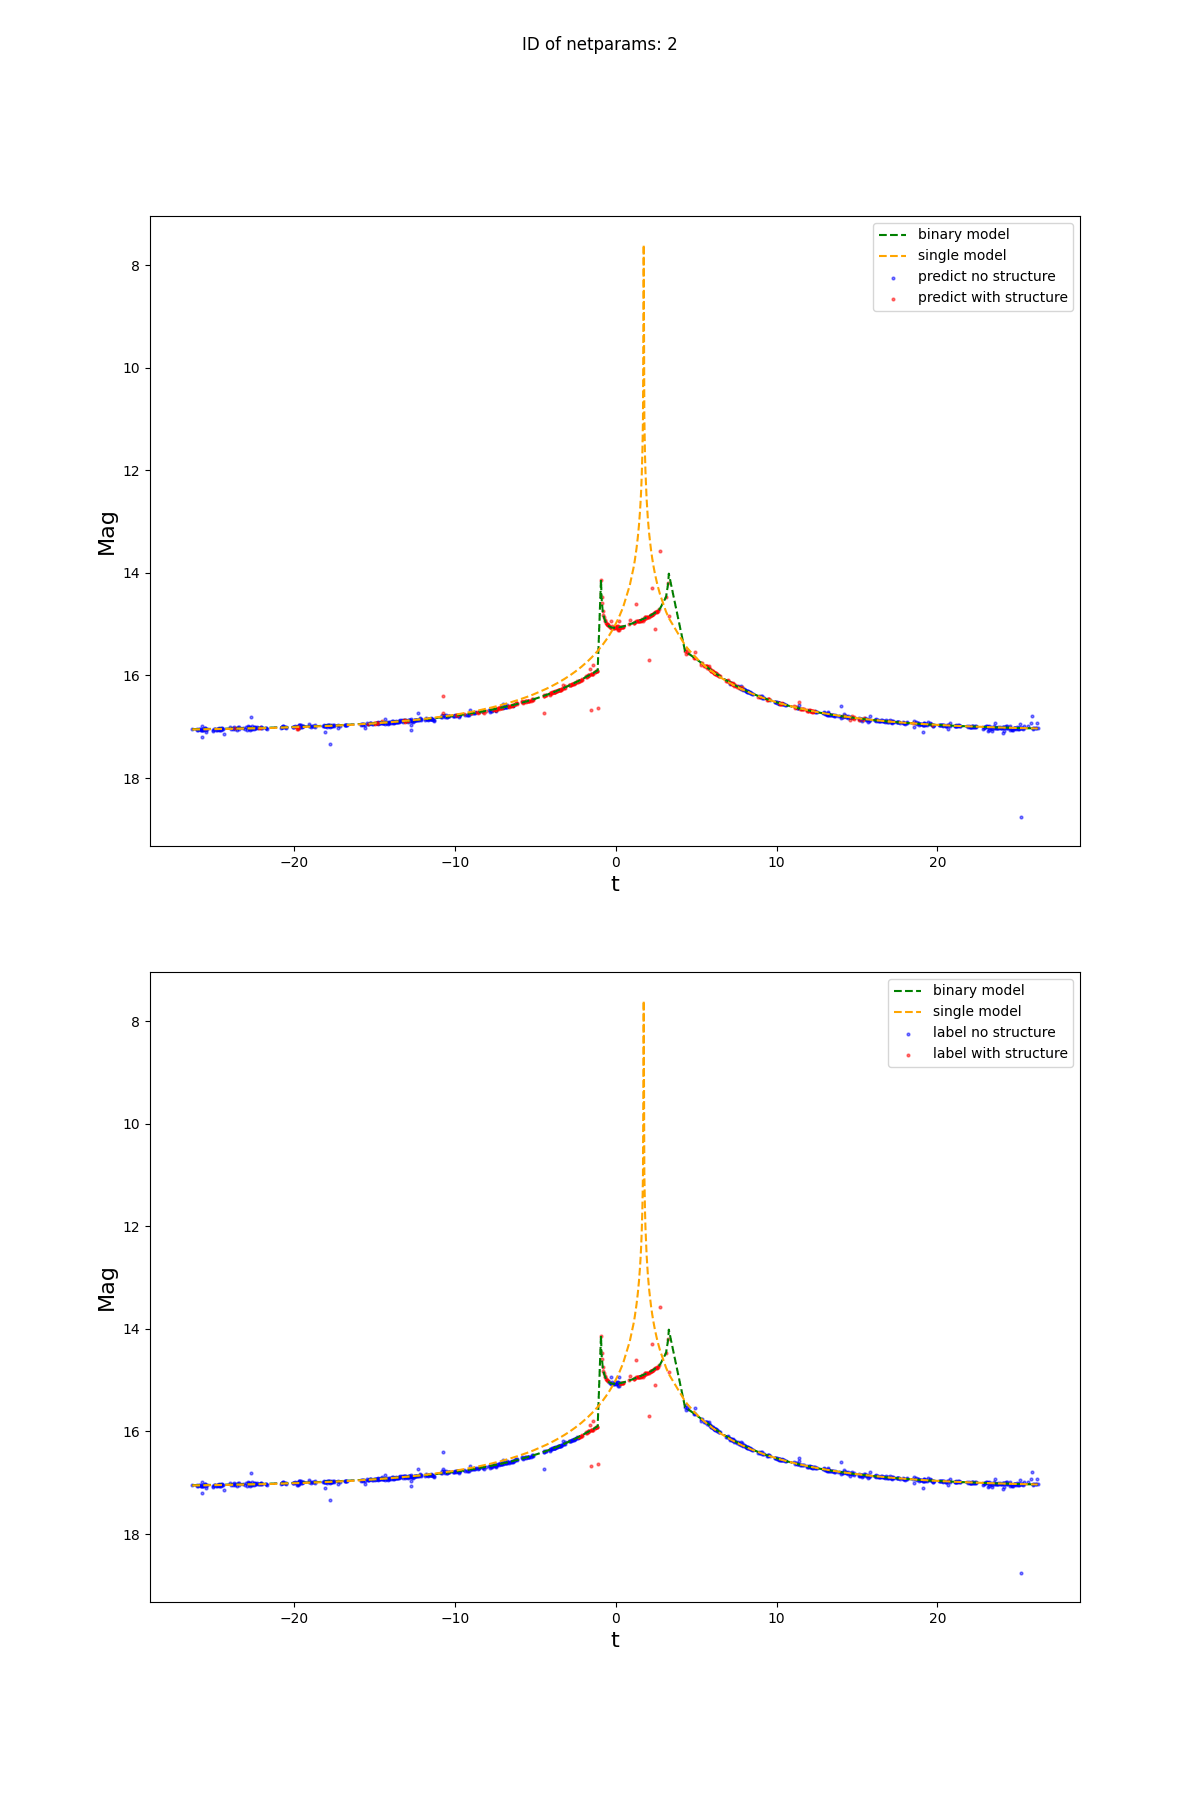 ID of netparams: 2
binary model
single model
predict no structure
predict with structure
8
10
12
14
16
18
Mag
−20
−10
0
10
20
t
binary model
single model
label no structure
label with structure
8
10
12
14
16
18
Mag
−20
−10
0
10
20
t